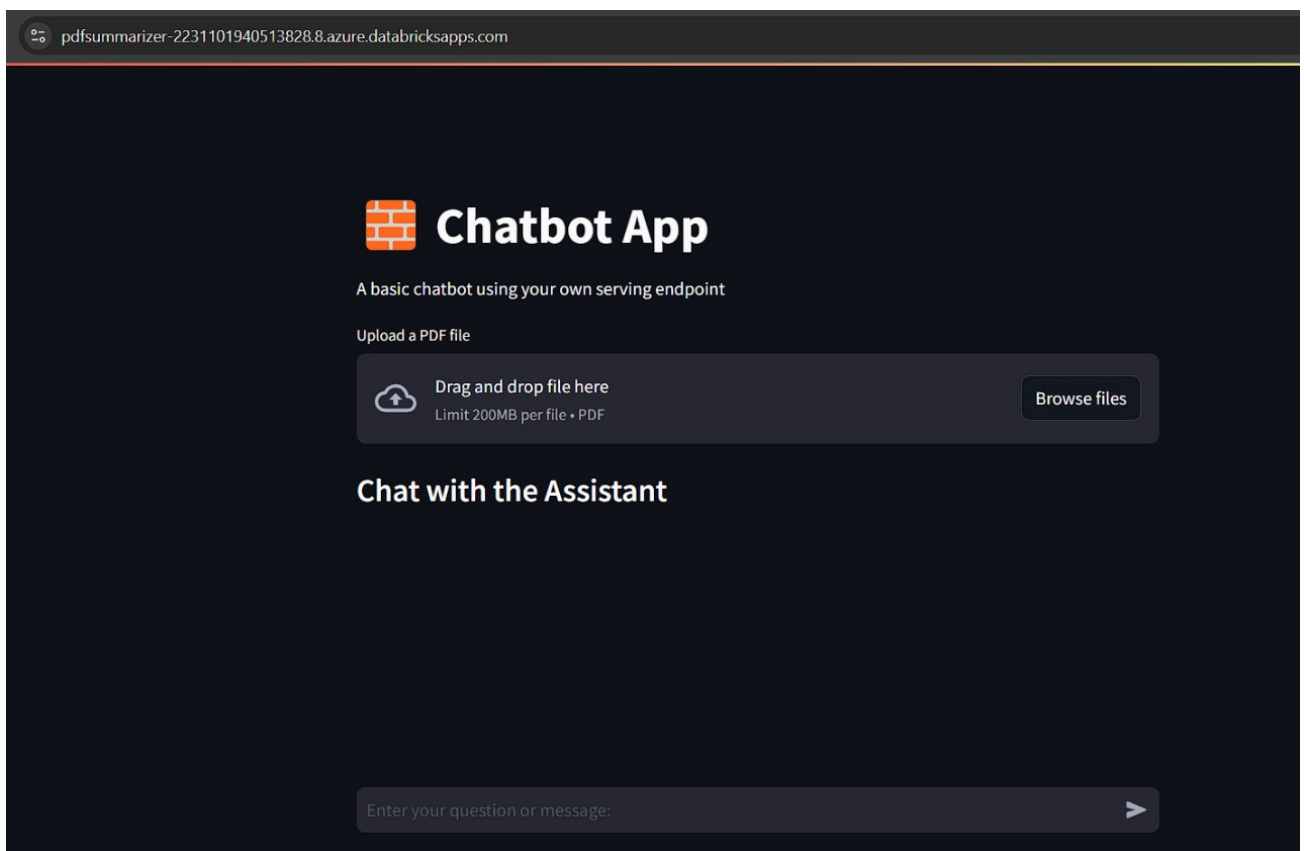 pdfsummarizer-2231101940513828.8.azure.databricksapps.com
Chatbot App
A basic chatbot using your own serving endpoint
Upload a PDF file
Drag and drop file here
Limit 200MB per file • PDF
Browse files
Chat with the Assistant
Enter your question or message: